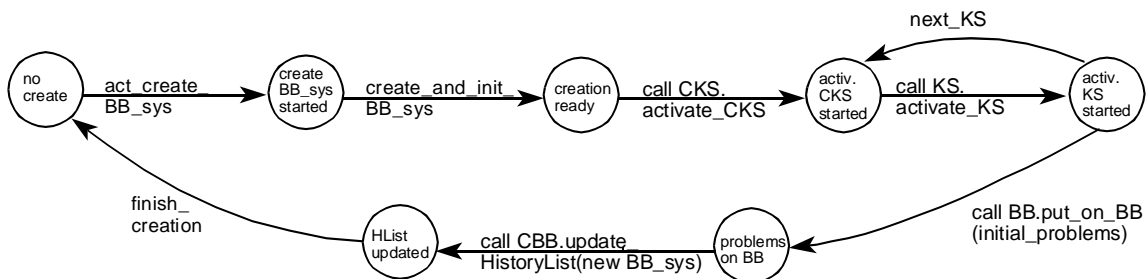 next_KS
no
create
act_create_
BB_sys
create
BB_sys
started
create_and_init_
BB_sys
creation
ready
call CKS.
activate_CKS
activ.
CKS
started
call KS.
activate_KS
activ.
KS
started
finish_
creation
HList
updated
call CBB.update_
HistoryList(new BB_sys)
problems
on BB
call BB.put_on_BB
(initial_problems)